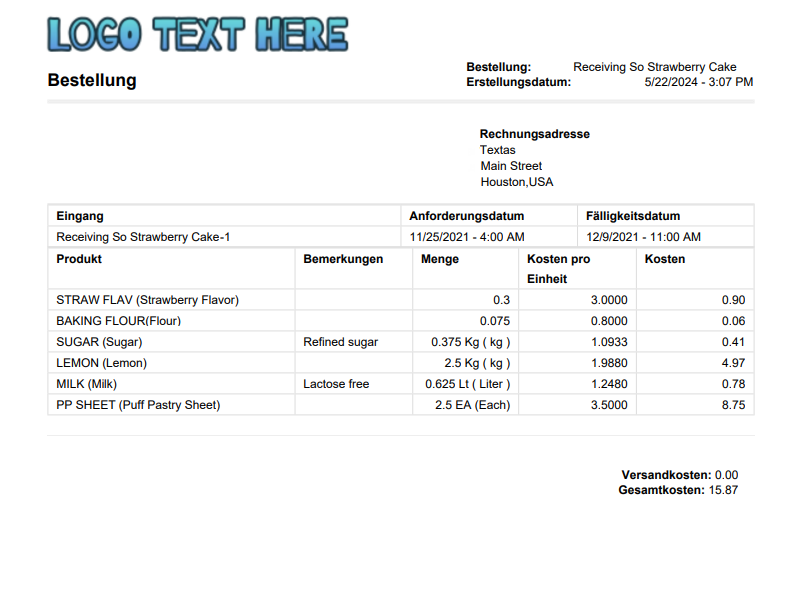 LOGO TEXT HERE
Bestellung
Bestellung: Receiving So Strawberry Cake
Erstellungsdatum: 5/22/2024 - 3:07 PM
Rechnungsadresse
Textas
Main Street
Houston,USA
Eingang Anforderungsdatum Fälligkeitsdatum
Receiving So Strawberry Cake-1 11/25/2021 - 4:00 AM 12/9/2021 - 11:00 AM
Produkt Bemerkungen Menge Kosten pro Einheit Kosten
STRAW FLAV (Strawberry Flavor) 0.3 3.0000 0.90
BAKING FLOUR(Flour) 0.075 0.8000 0.06
SUGAR (Sugar) Refined sugar 0.375 Kg ( kg ) 1.0933 0.41
LEMON (Lemon) 2.5 Kg ( kg ) 1.9880 4.97
MILK (Milk) Lactose free 0.625 Lt ( Liter ) 1.2480 0.78
PP SHEET (Puff Pastry Sheet) 2.5 EA (Each) 3.5000 8.75
Versandkosten: 0.00
Gesamtkosten: 15.87